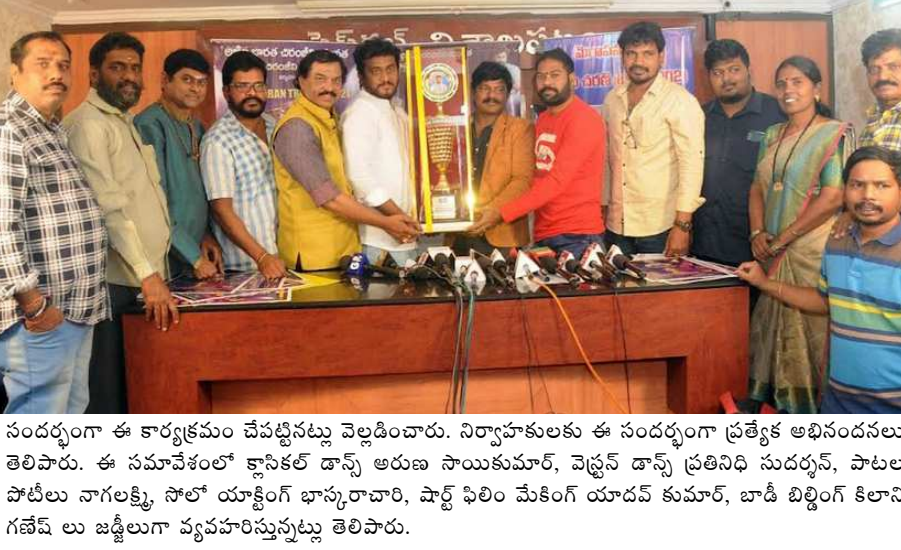 సందర్భంగా ఈ కార్యక్రమం చేపట్టినట్లు వెల్లడించారు. నిర్వాహకులకు ఈ సందర్భంగా ప్రత్యేక అభినందనలు
తెలిపారు. ఈ సమావేశంలో క్లాసికల్ డాన్స్ అరుణ సాయికుమార్, వెస్ట్రన్ డాన్స్ ప్రతినిధి సుదర్శన్, పాటల
పోటీలు నాగలక్ష్మి, సోలో యాక్టింగ్ భాస్కరాచారి, షార్ట్ ఫిలిం మేకింగ్ యాదవ్ కుమార్, బాడీ బిల్డింగ్ కిలాని
గణేష్ లు జడ్జీలుగా వ్యవహరిస్తున్నట్లు తెలిపారు.